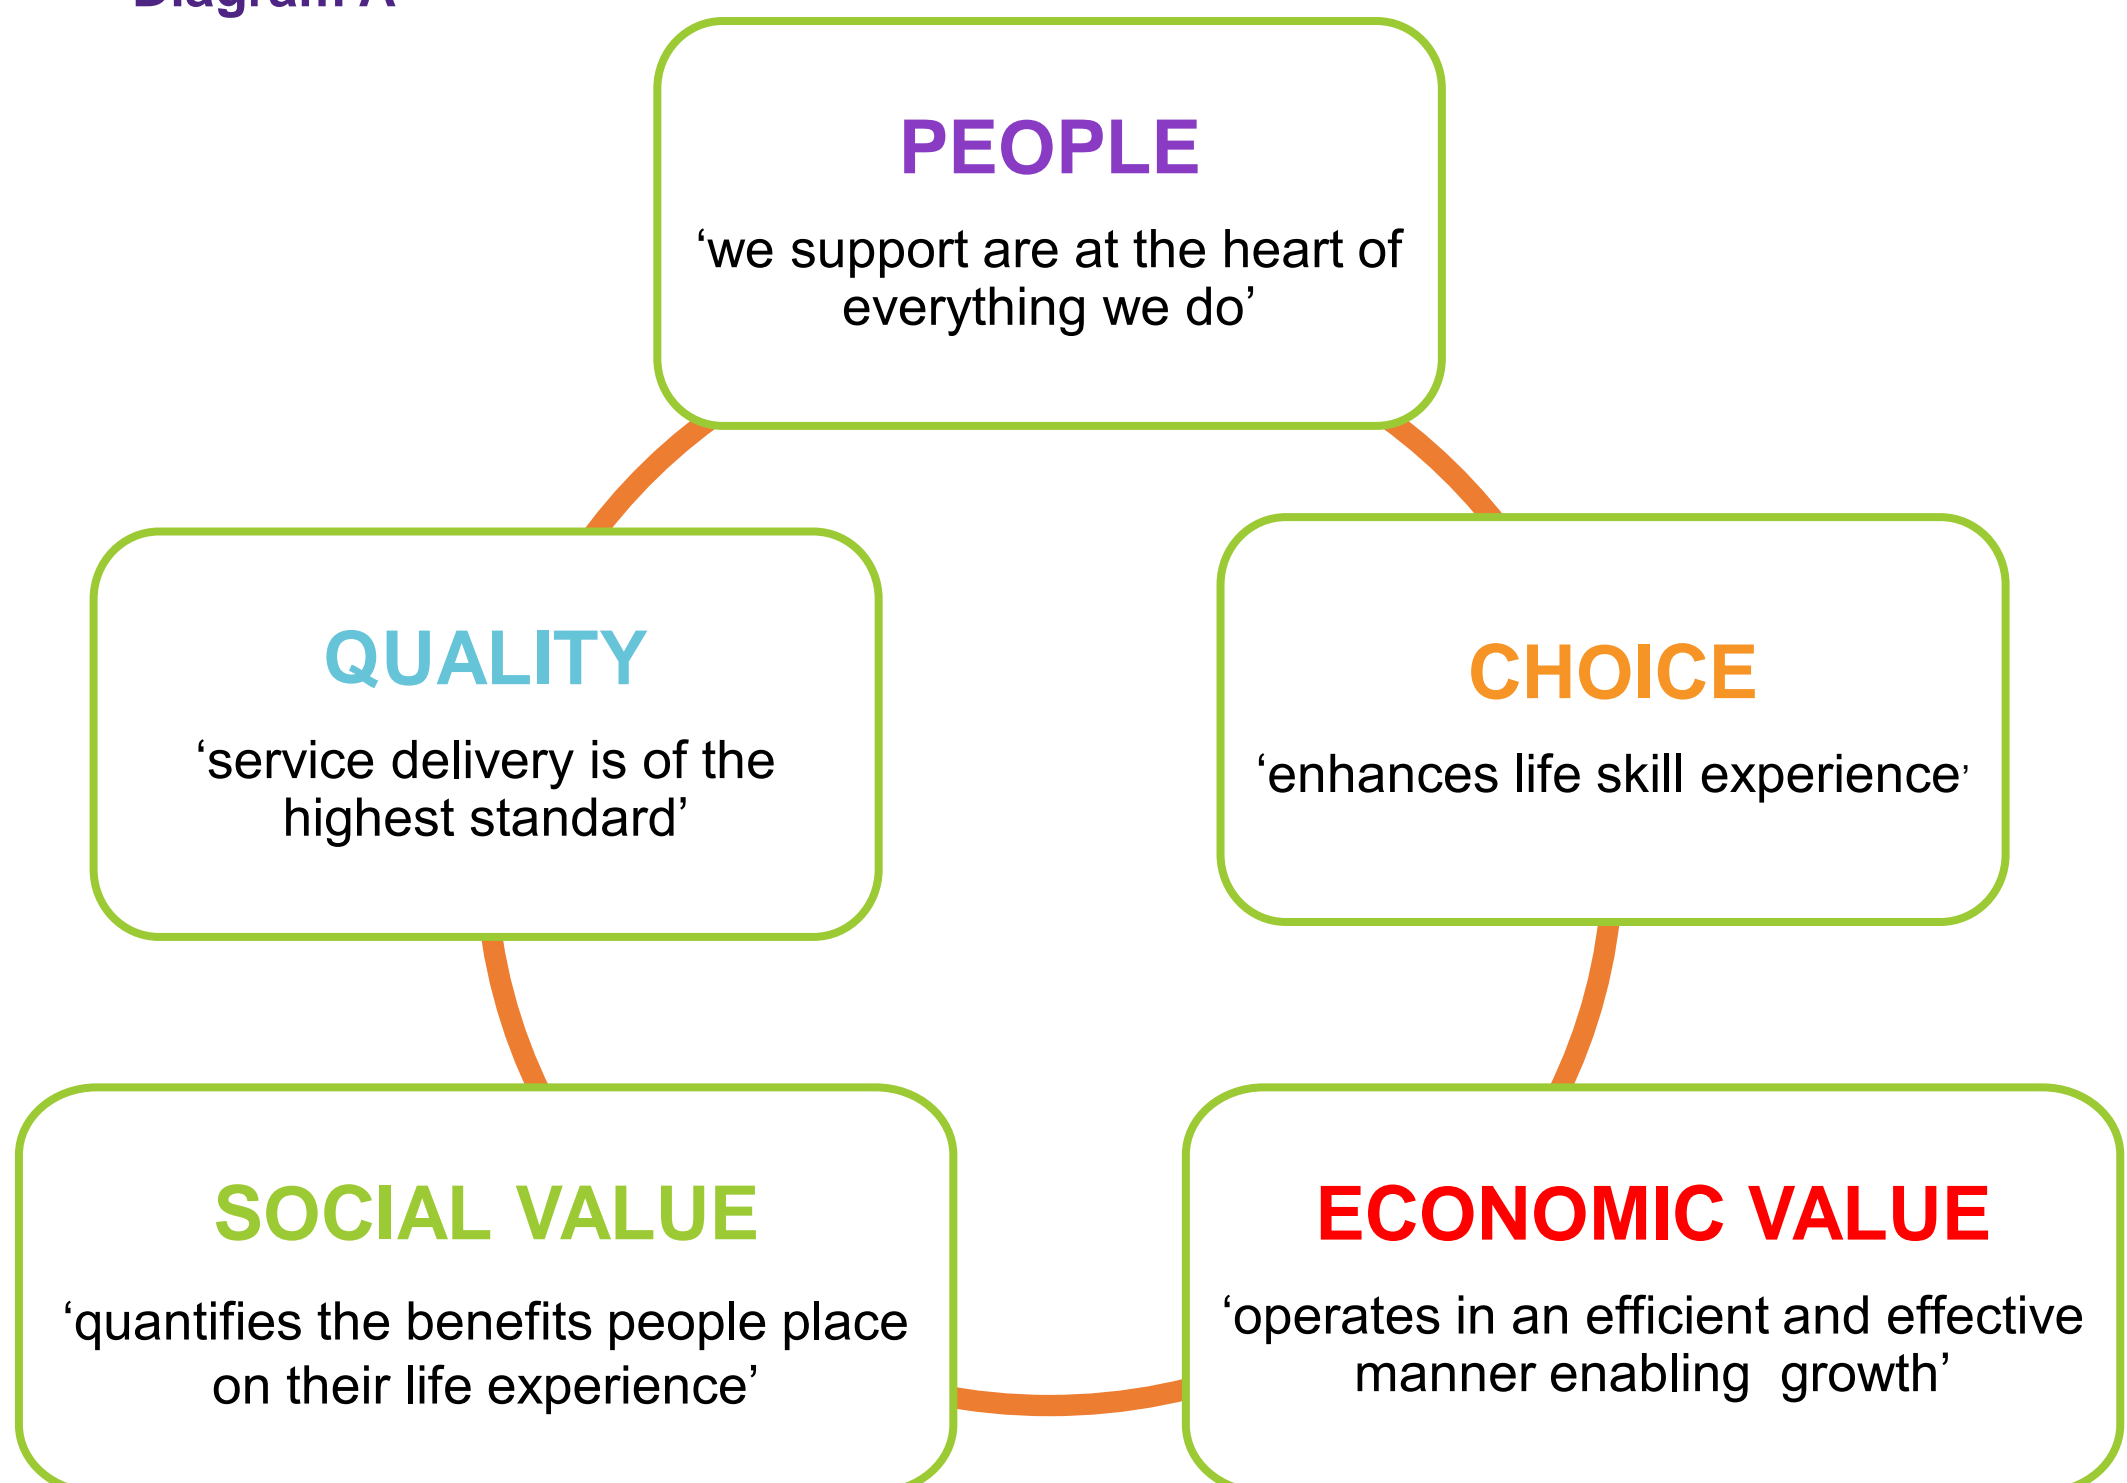 Diagram A
PEOPLE
‘we support are at the heart of
everything we do’
QUALITY
‘service delivery is of the
highest standard’
CHOICE
‘enhances life skill experience’
SOCIAL VALUE
‘quantifies the benefits people place
on their life experience’
ECONOMIC VALUE
‘operates in an efficient and effective
manner enabling  growth’